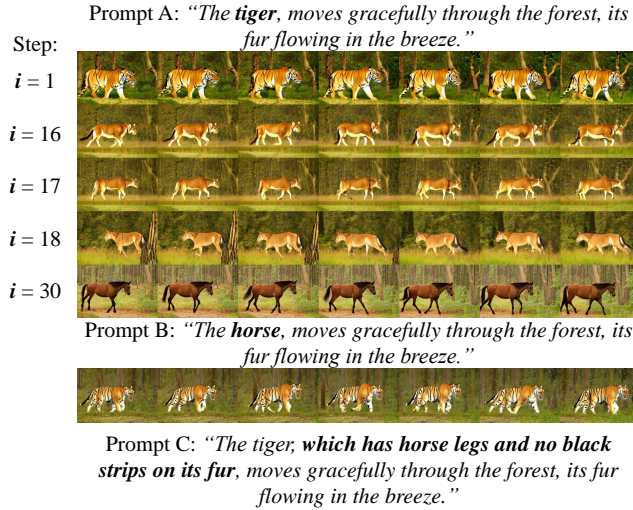 Prompt A: “The tiger, moves gracefully through the forest, its
fur flowing in the breeze.“
Step:
i = 1
i = 16
i = 17
i = 18
i = 30
Prompt B: “The horse, moves gracefully through the forest, its
fur flowing in the breeze.“
Prompt C: “The tiger, which has horse legs and no black
strips on its fur, moves gracefully through the forest, its fur
flowing in the breeze.“